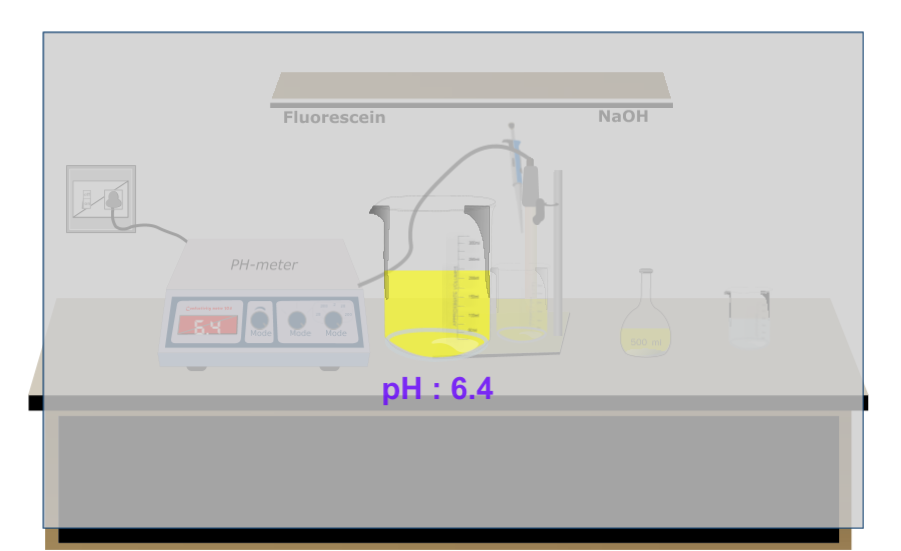 Fluorescein NaOH
PH-meter
6.4
Mode Mode Mode
500 ml
pH : 6.4